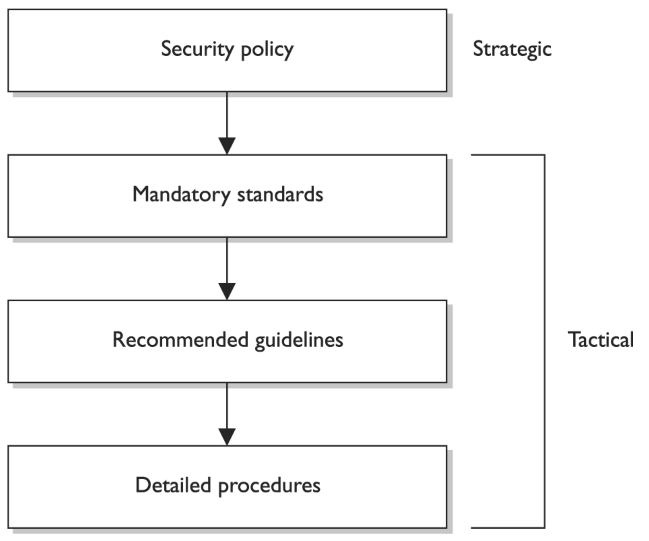 Security policy
Strategic
Mandatory standards
Recommended guidelines
Tactical
Detailed procedures